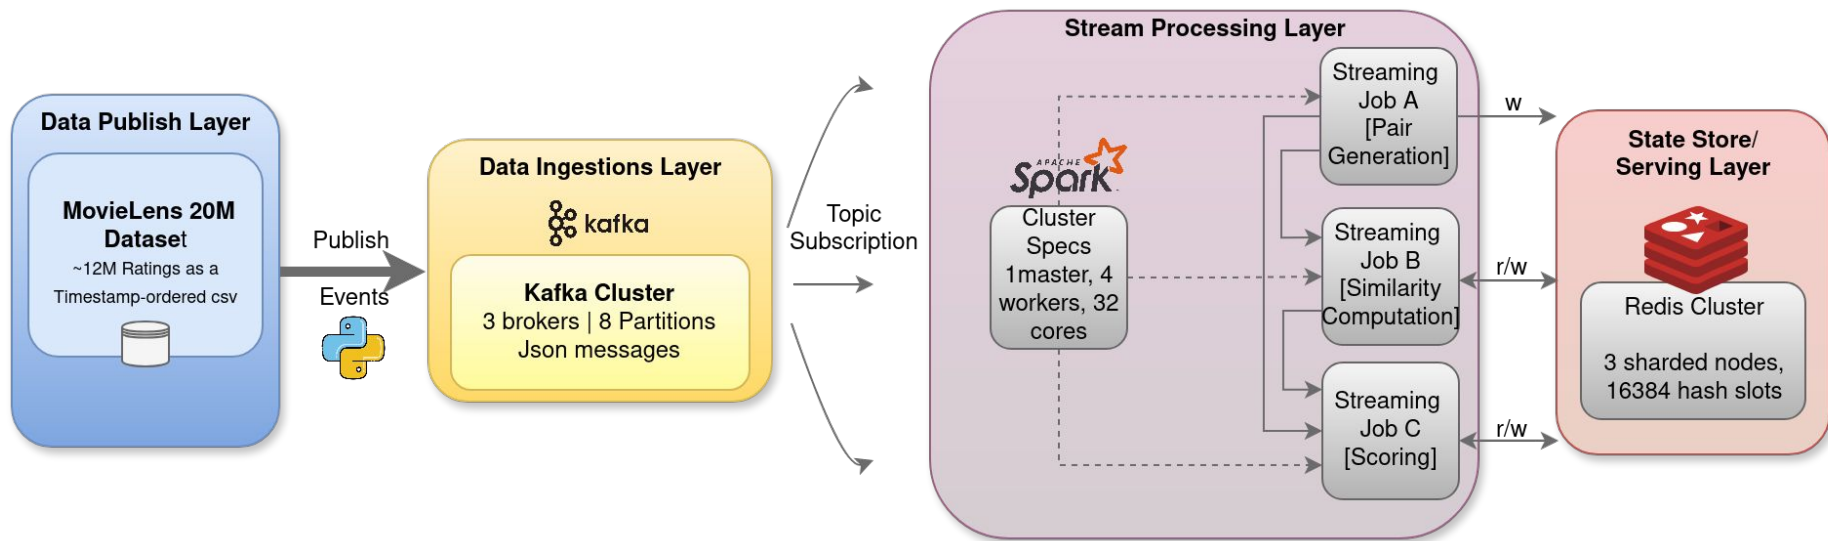 Data Publish Layer
MovieLens 20M
Dataset
~12M Ratings as a
Timestamp-ordered csv
Publish
Events
Data Ingestions Layer
kafka
Kafka Cluster
3 brokers | 8 Partitions
Json messages
Topic
Subscription
Stream Processing Layer
APACHE
Spark
Cluster
Specs
1master, 4
workers, 32
cores
Streaming
Job A
[Pair
Generation]
Streaming
Job B
[Similarity
Computation]
Streaming
Job C
[Scoring]
w
r/w
r/w
State Store/
Serving Layer
Redis Cluster
3 sharded nodes,
16384 hash slots